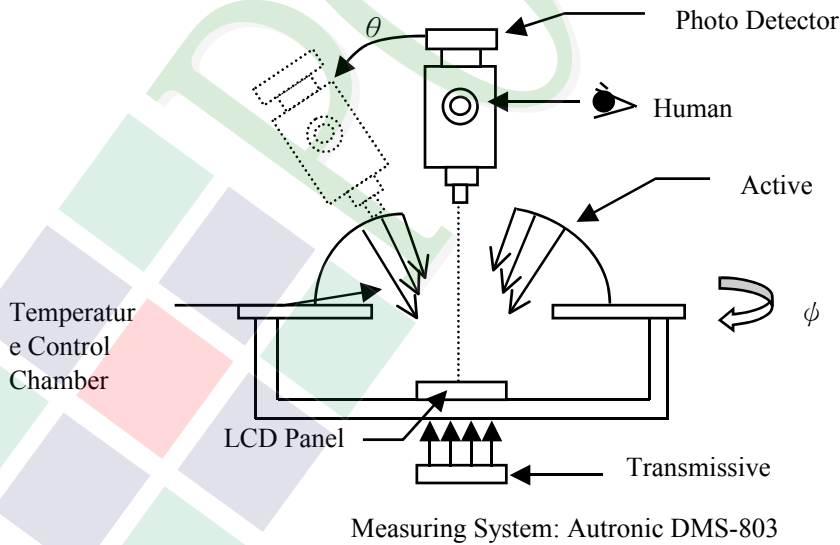 θ
Photo Detector
Human
Active
Temperatur
e Control
Chamber
ϕ
LCD Panel
Transmissive
Measuring System: Autronic DMS-803